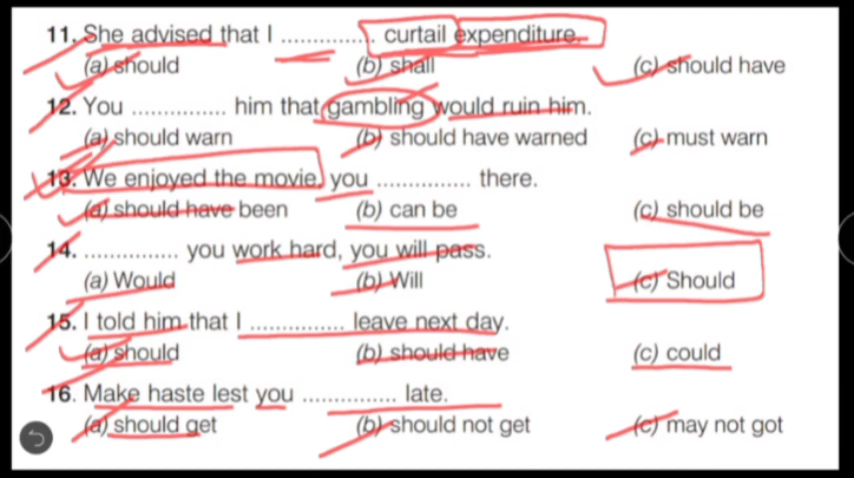 11. She advised that I ............... curtail expenditure.
(a) should (b) shall (c) should have
12. You ............... him that gambling would ruin him.
(a) should warn (b) should have warned (c) must warn
13. We enjoyed the movie, you ............... there.
(a) should have been (b) can be (c) should be
14. ............... you work hard, you will pass.
(a) Would (b) Will (c) Should
15. I told him that I ............... leave next day.
(a) should (b) should have (c) could
16. Make haste lest you ............... late.
(a) should get (b) should not get (c) may not got